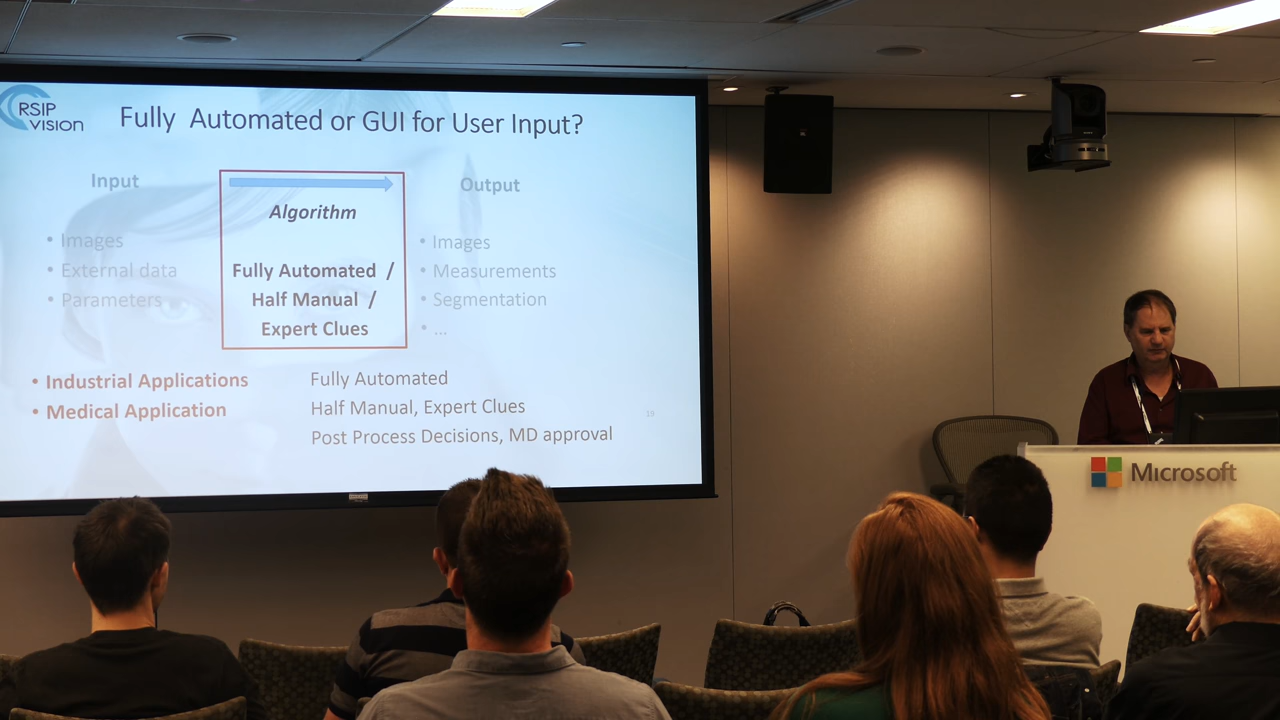 RSIP
VISION
Fully Automated or GUI for User Input?
Input
Output
Algorithm
• Images
• External data
• Parameters
Fully Automated /
Half Manual /
Expert Clues
• Images
• Measurements
• Segmentation
• ...
• Industrial Applications
Fully Automated
• Medical Application
Half Manual, Expert Clues
Post Process Decisions, MD approval
19
Microsoft